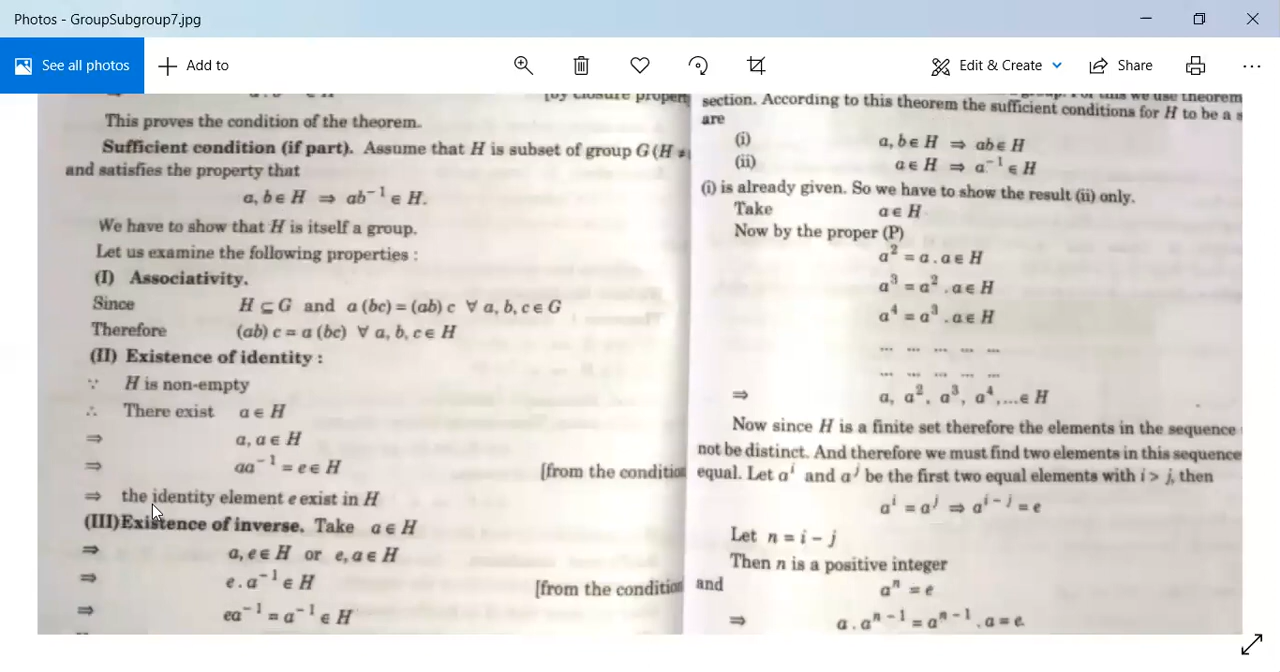 Photos - GroupSubgroup7.jpg
See all photos
Add to
Edit & Create
Share
[by closure propert
This proves the condition of the theorem.
Sufficient condition (if part). Assume that H is subset of group G (H ≠
and satisfies the property that
a, b ∈ H ⇒ ab⁻¹ ∈ H.
We have to show that H is itself a group.
Let us examine the following properties :
(I) Associativity.
Since H ⊆ G and a (bc) = (ab) c ∀ a, b, c ∈ G
Therefore (ab) c = a (bc) ∀ a, b, c ∈ H
(II) Existence of identity :
∵ H is non-empty
∴ There exist a ∈ H
⇒ a, a ∈ H
⇒ aa⁻¹ = e ∈ H [from the condition
⇒ the identity element e exist in H
(III) Existence of inverse. Take a ∈ H
⇒ a, e ∈ H or e, a ∈ H
⇒ e . a⁻¹ ∈ H [from the condition
⇒ ea⁻¹ = a⁻¹ ∈ H
this we use theorem
section. According to this theorem the sufficient conditions for H to be a s
are
(i) a, b ∈ H ⇒ ab ∈ H
(ii) a ∈ H ⇒ a⁻¹ ∈ H
(i) is already given. So we have to show the result (ii) only.
Take a ∈ H
Now by the proper (P)
a² = a . a ∈ H
a³ = a² . a ∈ H
a⁴ = a³ . a ∈ H
... ... ... ... ...
... ... ... ... ...
⇒ a, a², a³, a⁴, ... ∈ H
Now since H is a finite set therefore the elements in the sequence
not be distinct. And therefore we must find two elements in this sequence
equal. Let aⁱ and aʲ be the first two equal elements with i > j, then
aⁱ = aʲ ⇒ aⁱ⁻ʲ = e
Let n = i – j
Then n is a positive integer
and aⁿ = e
⇒ a . aⁿ⁻¹ = aⁿ⁻¹ . a = e